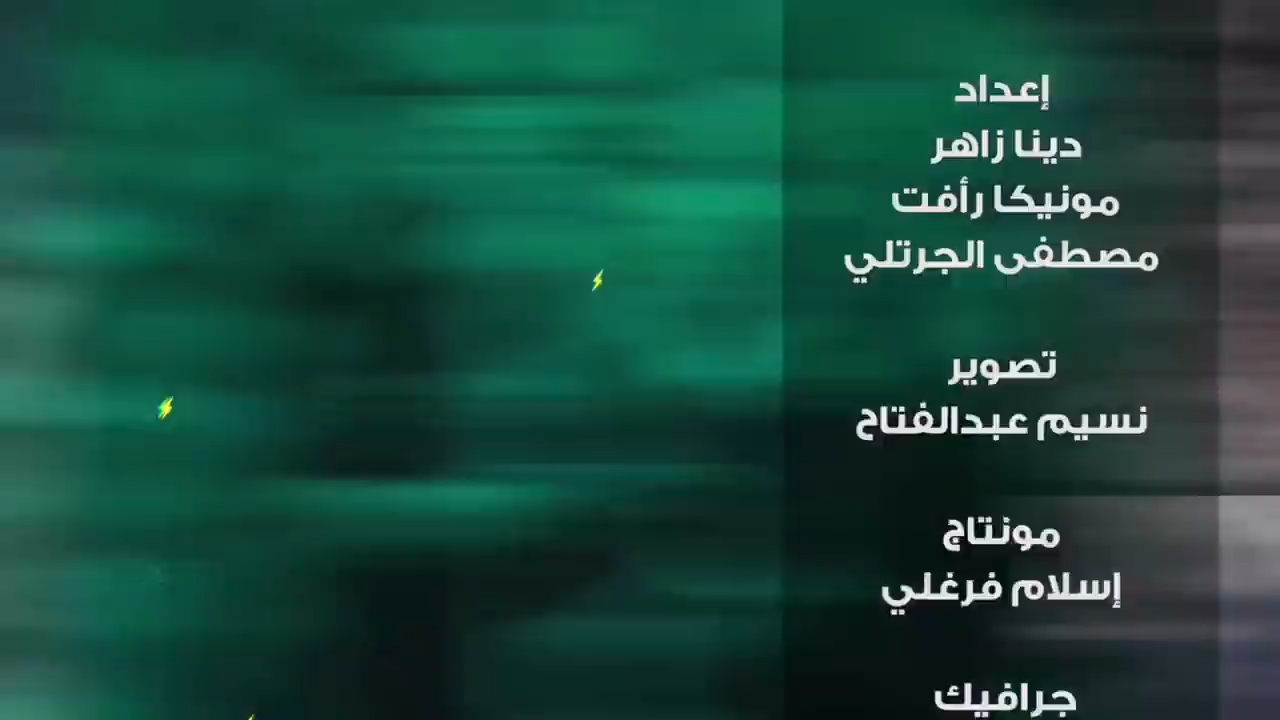 إعداد
دينا زاهر
مونيكا رأفت
مصطفى الجرتلي
تصوير
نسيم عبدالفتاح
مونتاج
إسلام فرغلي
جرافيك